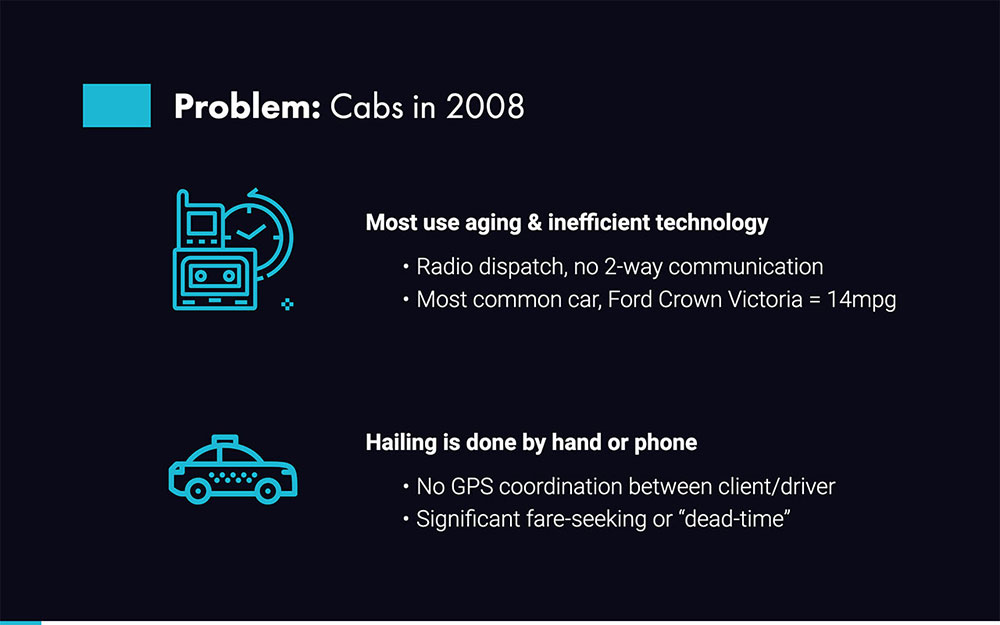 Problem: Cabs in 2008
Most use aging & inefficient technology
• Radio dispatch, no 2-way communication
• Most common car, Ford Crown Victoria = 14mpg
Hailing is done by hand or phone
• No GPS coordination between client/driver
• Significant fare-seeking or “dead-time”